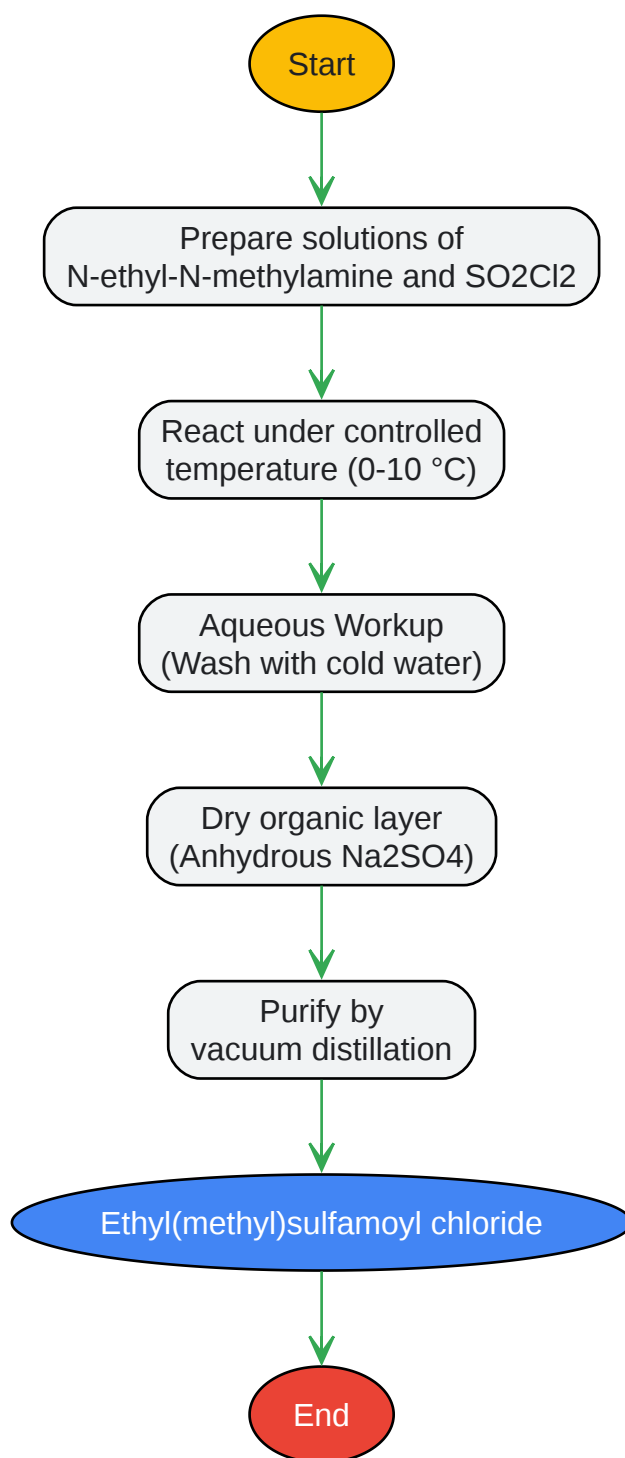 Start
Prepare solutions of
N-ethyl-N-methylamine and SO2Cl2
React under controlled
temperature (0-10 °C)
Aqueous Workup
(Wash with cold water)
Dry organic layer
(Anhydrous Na2SO4)
Purify by
vacuum distillation
Ethyl(methyl)sulfamoyl chloride
End